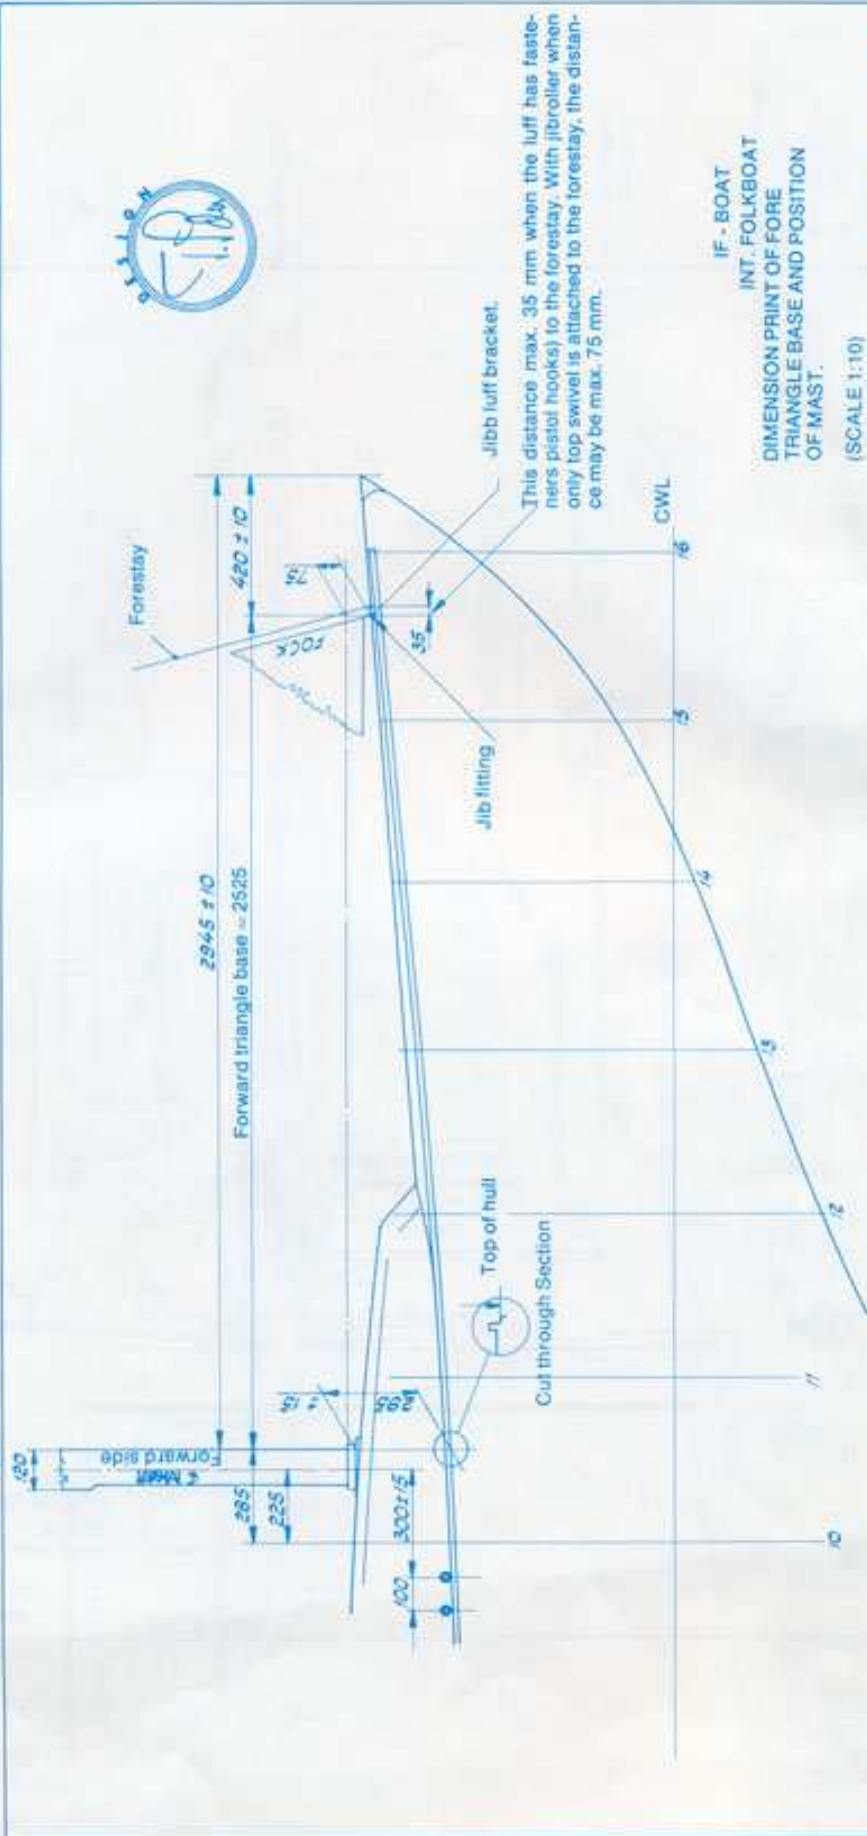 DESIGN
Forestay
2945 ± 10
420 ± 10
Forward triangle base = 2525
75
FOCK
35
Jibb luff bracket.
This distance max. 35 mm when the luff has faste-
ners pistol hooks) to the forestay. With jibroller when
only top swivel is attached to the forestay, the distan-
ce may be max. 75 mm.
Jib fitting
120
Forward side
285
225
300±15
100
295
Top of hull
Cut through Section
CWL
10
11
12
13
14
15
16
IF - BOAT
INT. FOLKBOAT
DIMENSION PRINT OF FORE
TRIANGLE BASE AND POSITION
OF MAST.
(SCALE 1:10)